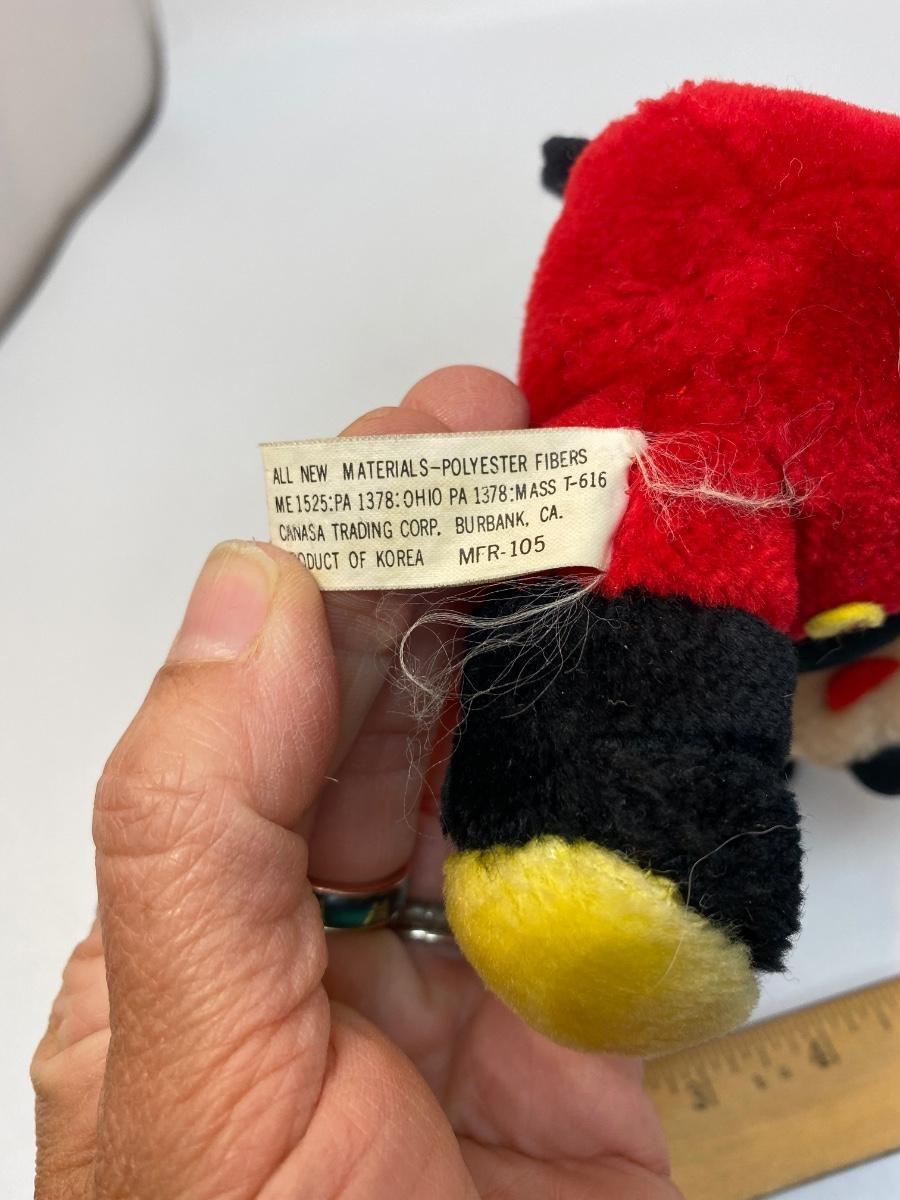 ALL NEW MATERIALS-POLYESTER FIBERS
ME1525:PA 1378:OHIO PA 1378:MASS T-616
CANASA TRADING CORP. BURBANK, CA.
ODUCT OF KOREA MFR-105